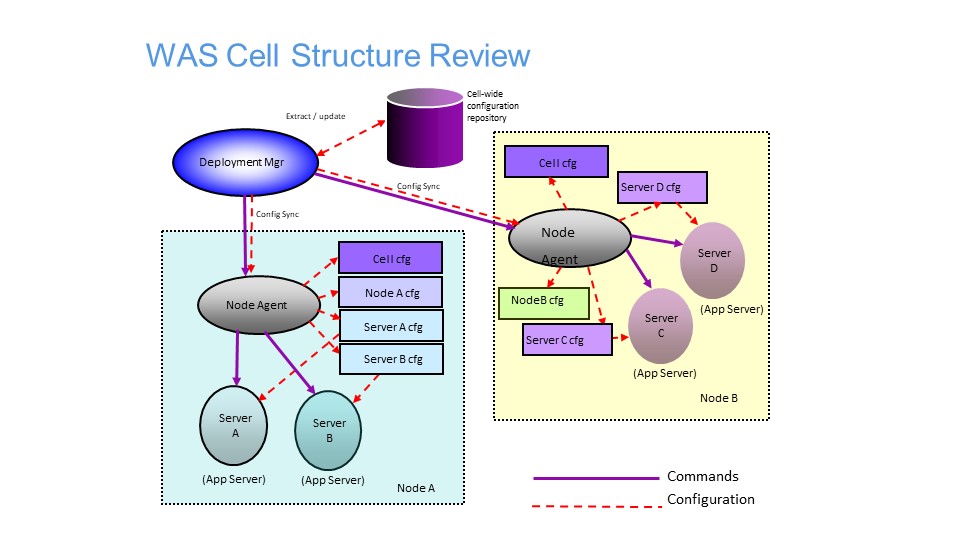 WAS Cell Structure Review
Cell-wide
configuration
repository
Extract / update
Deployment Mgr
Config Sync
Config Sync
Cell cfg
Server D cfg
Node
Agent
Server
D
(App Server)
NodeB cfg
Server C cfg
Server
C
(App Server)
Node B
Cell cfg
Node A cfg
Server A cfg
Server B cfg
Node Agent
Server
A
(App Server)
Server
B
(App Server)
Node A
Commands
Configuration